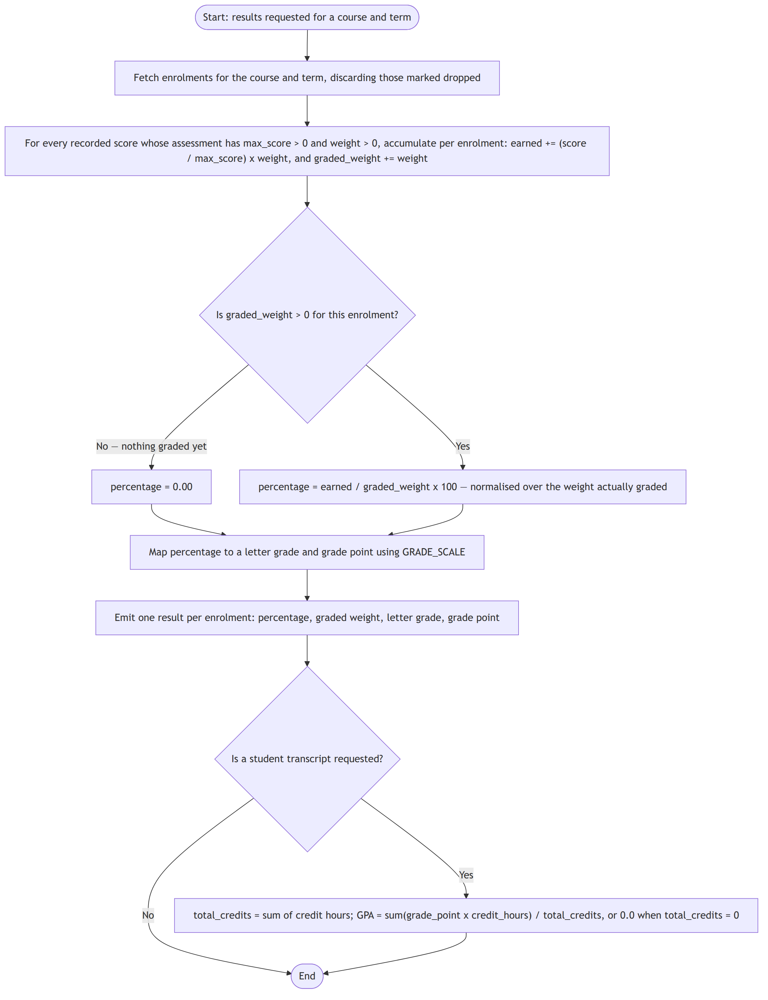 Start: results requested for a course and term
Fetch enrolments for the course and term, discarding those marked dropped
For every recorded score whose assessment has max_score > 0 and weight > 0, accumulate per enrolment: earned += (score
/ max_score) x weight, and graded_weight += weight
Is graded_weight > 0 for this enrolment?
No — nothing graded yet
Yes
percentage = 0.00
percentage = earned / graded_weight x 100 — normalised over the weight actually graded
Map percentage to a letter grade and grade point using GRADE_SCALE
Emit one result per enrolment: percentage, graded weight, letter grade, grade point
Is a student transcript requested?
Yes
No
total_credits = sum of credit hours; GPA = sum(grade_point x credit_hours) / total_credits, or 0.0 when total_credits = 0
End